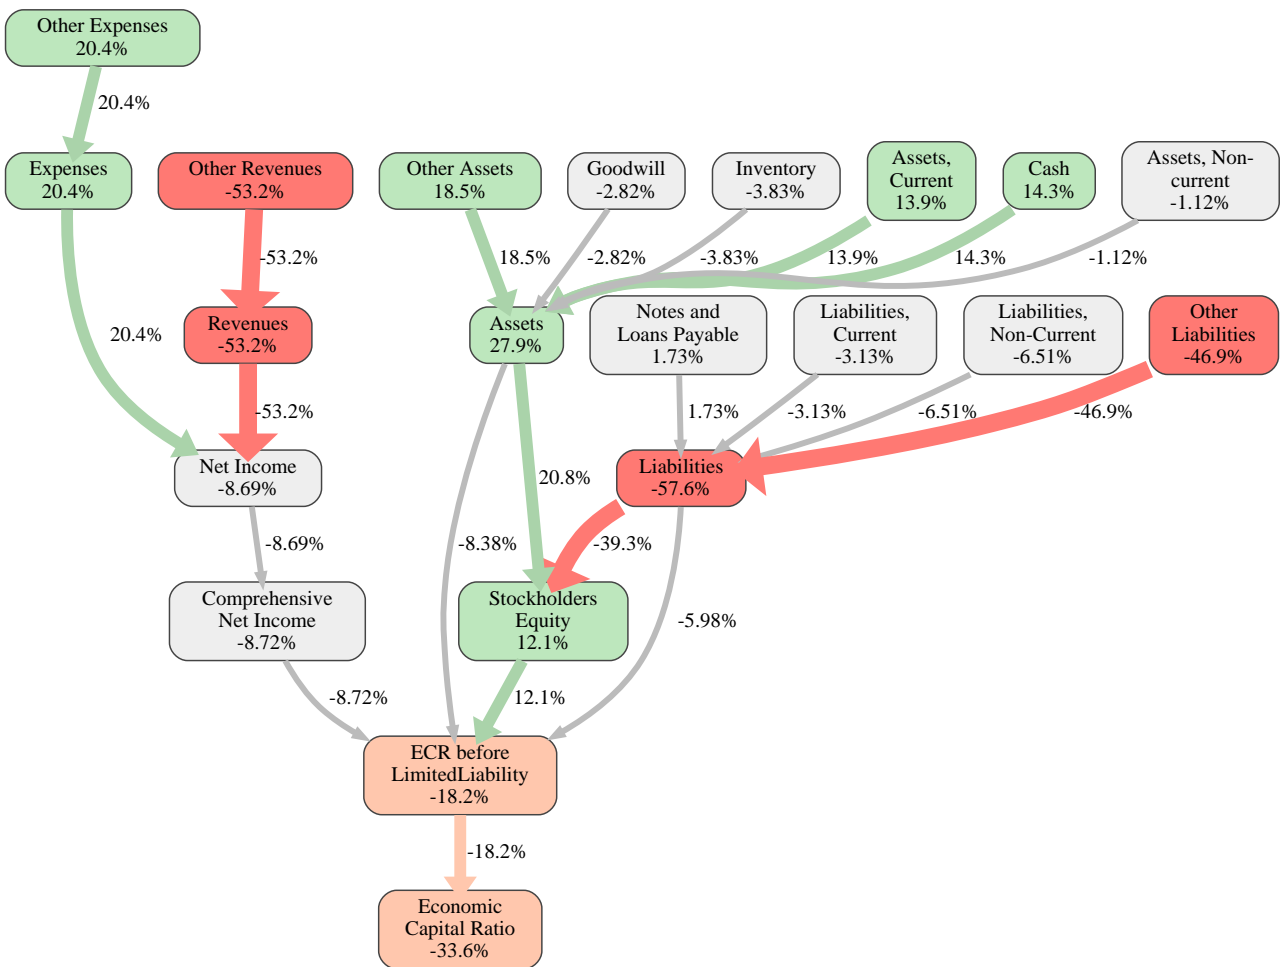 Other Expenses
20.4%
20.4%
Expenses
20.4%
Other Revenues
-53.2%
Other Assets
18.5%
Goodwill
-2.82%
Inventory
-3.83%
Assets,
Current
13.9%
Cash
14.3%
Assets, Non-
current
-1.12%
-53.2%
18.5%
-2.82%
-3.83%
13.9%
14.3%
-1.12%
Revenues
-53.2%
Assets
27.9%
Notes and
Loans Payable
1.73%
Liabilities,
Current
-3.13%
Liabilities,
Non-Current
-6.51%
Other
Liabilities
-46.9%
20.4%
-53.2%
1.73%
-3.13%
-6.51%
-46.9%
Net Income
-8.69%
20.8%
Liabilities
-57.6%
-8.69%
-8.38%
-39.3%
Comprehensive
Net Income
-8.72%
Stockholders
Equity
12.1%
-5.98%
-8.72%
12.1%
ECR before
LimitedLiability
-18.2%
-18.2%
Economic
Capital Ratio
-33.6%